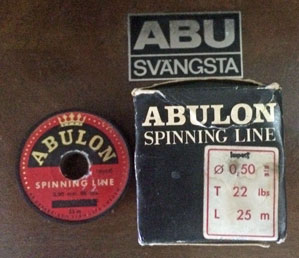 ABU
SVÄNGSTA
ABULON
SPINNING LINE
ABULON
SPINNING LINE
Ø 0,50
T 22 lbs
L 25 m